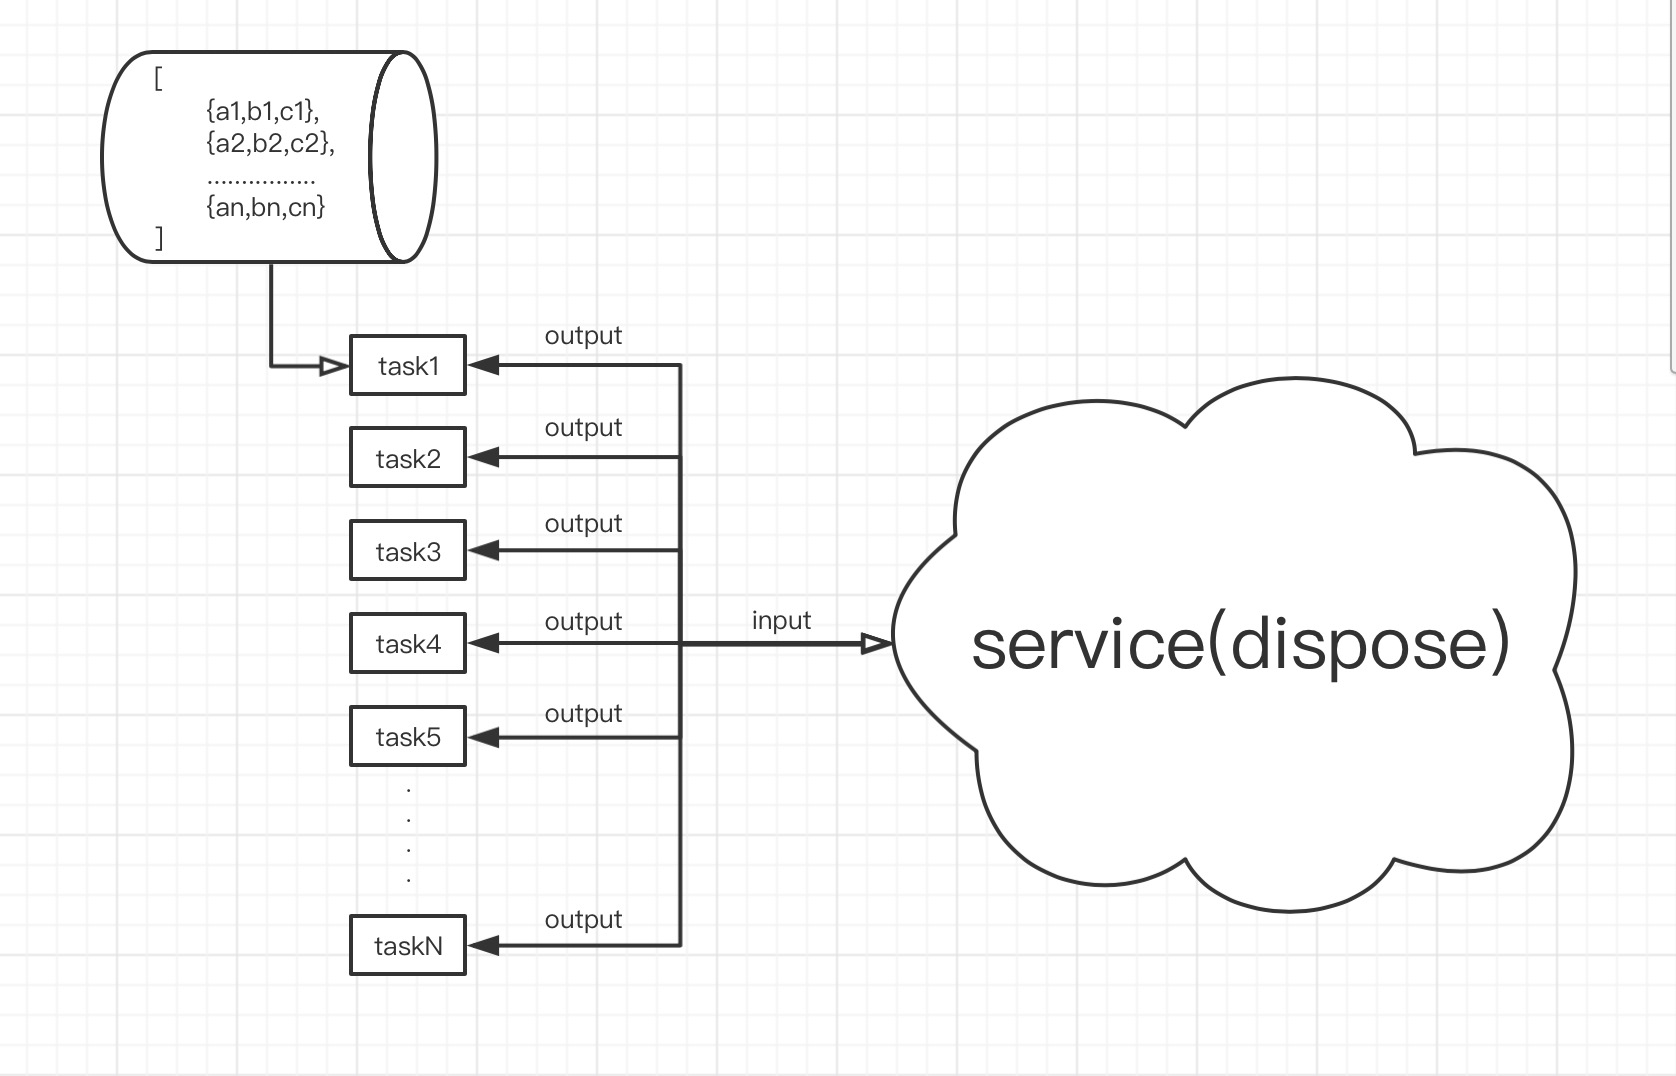 [
{a1,b1,c1},
{a2,b2,c2},
................
{an,bn,cn}
]
output
task1
output
task2
output
task3
output
input
task4
service(dispose)
output
task5
.
.
.
.
output
taskN